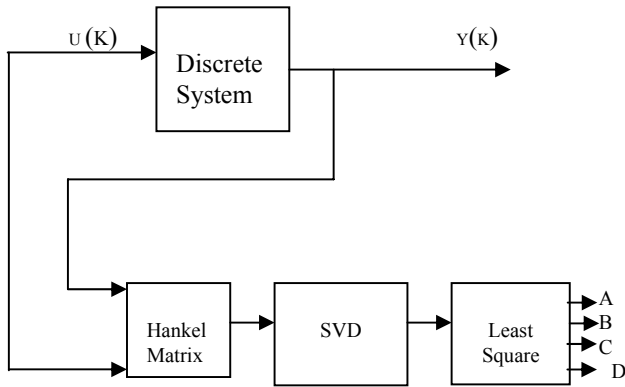 U (K)
Y(K)
Discrete
System
Hankel
Matrix
SVD
Least
Square
A
B
C
D